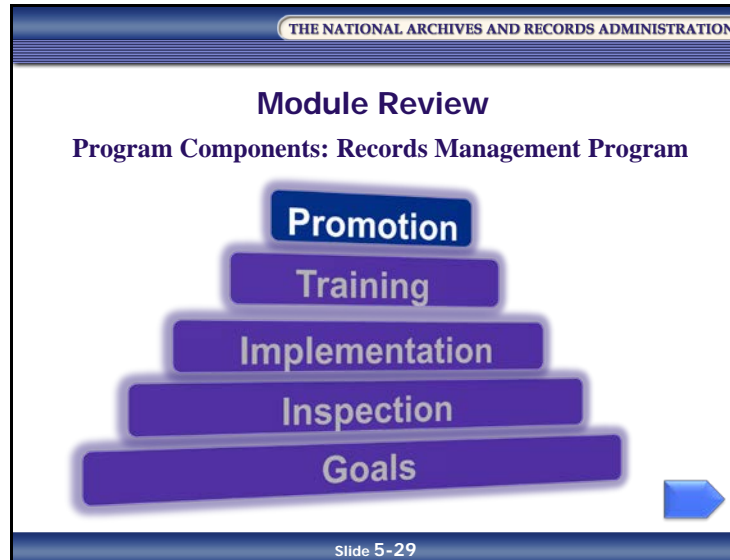 THE NATIONAL ARCHIVES AND RECORDS ADMINISTRATION
Module Review
Program Components: Records Management Program
Promotion
Training
Implementation
Inspection
Goals
Slide 5-29